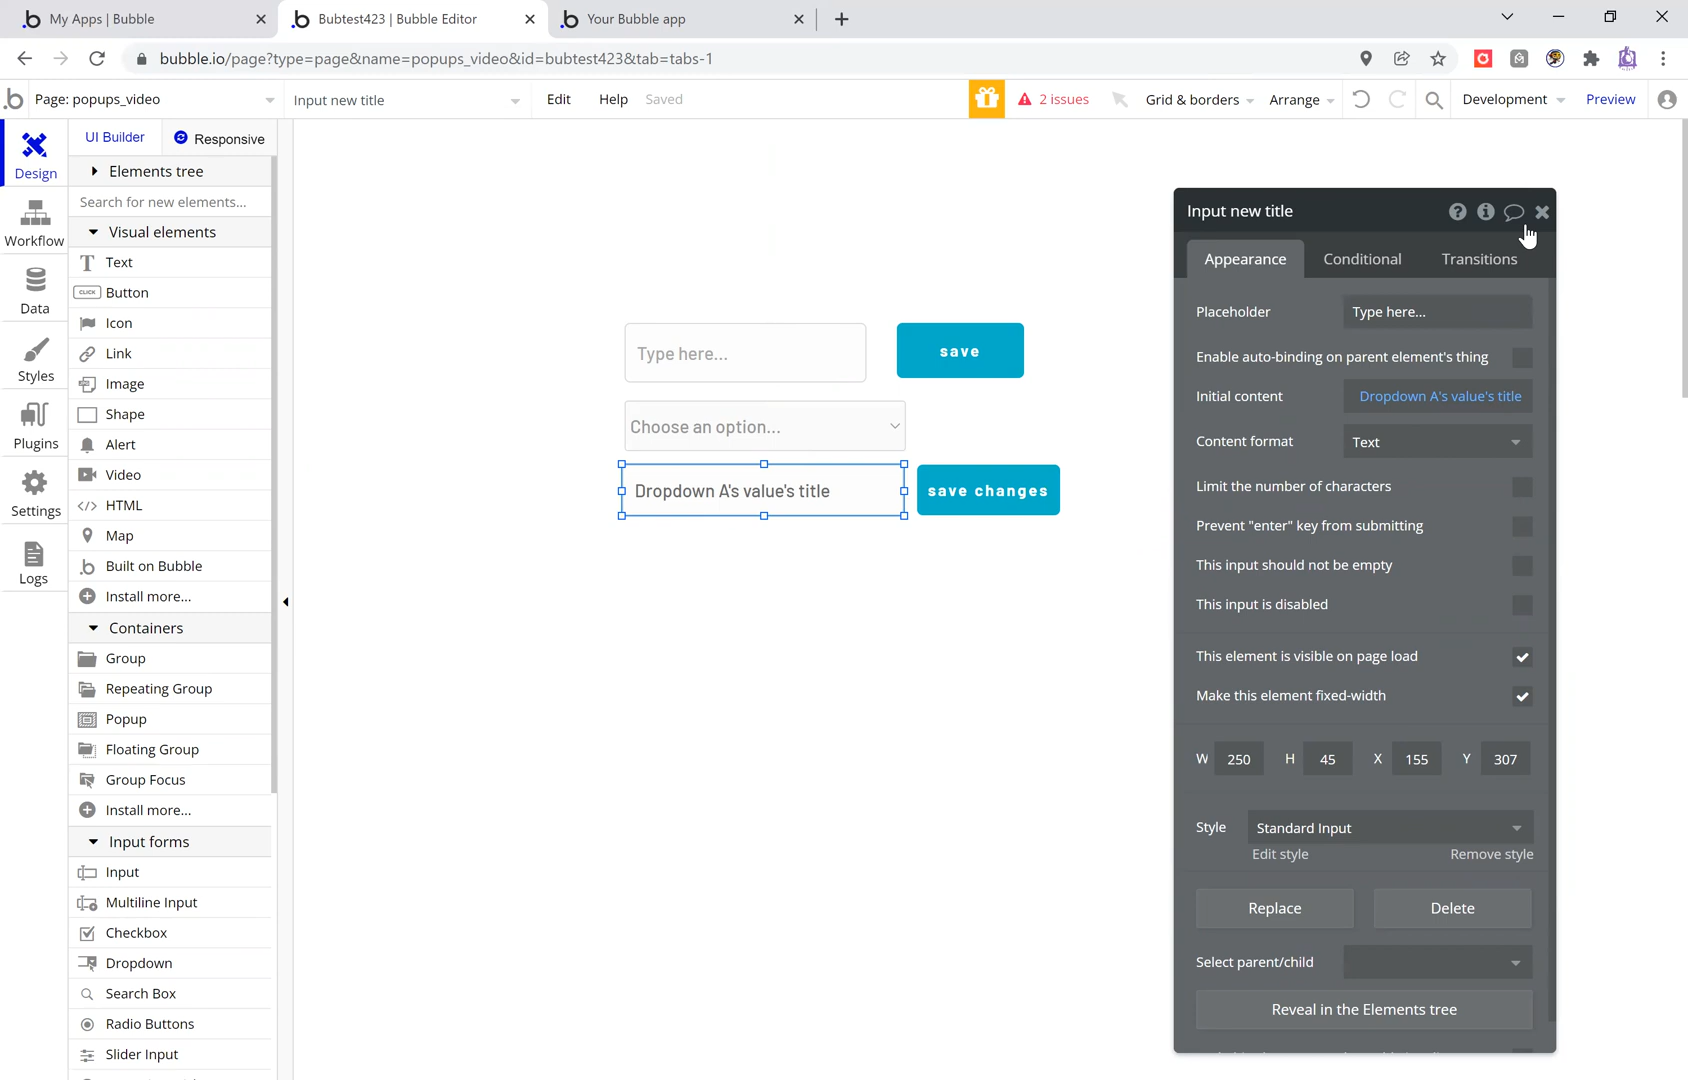 My Apps | Bubble
Bubtest423 | Bubble Editor
Your Bubble app
bubble.io/page?type=page&name=popups_video&id=bubtest423&tab=tabs-1
Page: popups_video
Input new title
Edit
Help
Saved
2 issues
Grid & borders
Arrange
Development
Preview
Design
Workflow
Data
Styles
Plugins
Settings
Logs
UI Builder
Responsive
Elements tree
Search for new elements...
Visual elements
Text
CLICK Button
Icon
Link
Image
Shape
Alert
Video
</> HTML
Map
Built on Bubble
Install more...
Containers
Group
Repeating Group
Popup
Floating Group
Group Focus
Install more...
Input forms
Input
Multiline Input
Checkbox
Dropdown
Search Box
Radio Buttons
Slider Input
Type here...
save
Choose an option...
Dropdown A's value's title
save changes
Input new title
Appearance
Conditional
Transitions
Placeholder
Type here...
Enable auto-binding on parent element's thing
Initial content
Dropdown A's value's title
Content format
Text
Limit the number of characters
Prevent "enter" key from submitting
This input should not be empty
This input is disabled
This element is visible on page load
Make this element fixed-width
W 250 H 45 X 155 Y 307
Style
Standard Input
Edit style
Remove style
Replace
Delete
Select parent/child
Reveal in the Elements tree